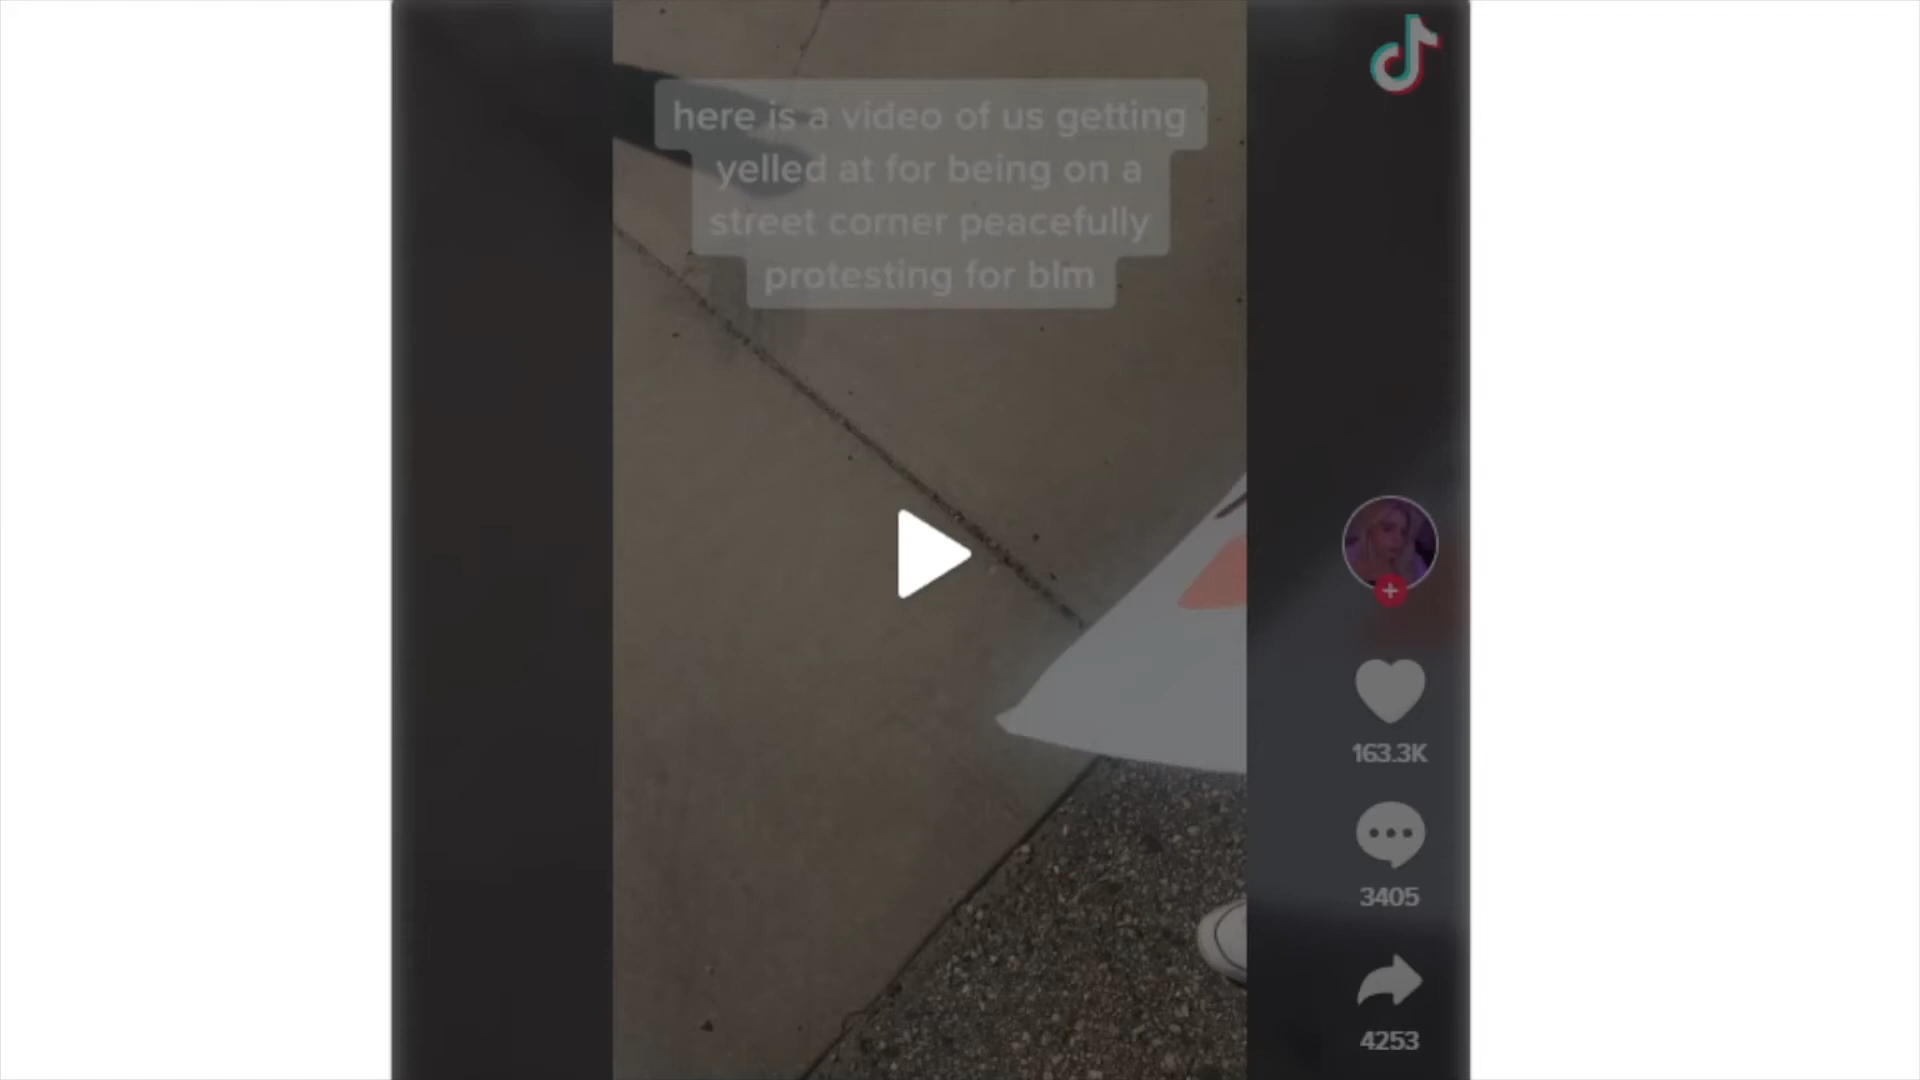 here is a video of us getting
yelled at for being on a
street corner peacefully
protesting for blm
163.3K
3405
4253